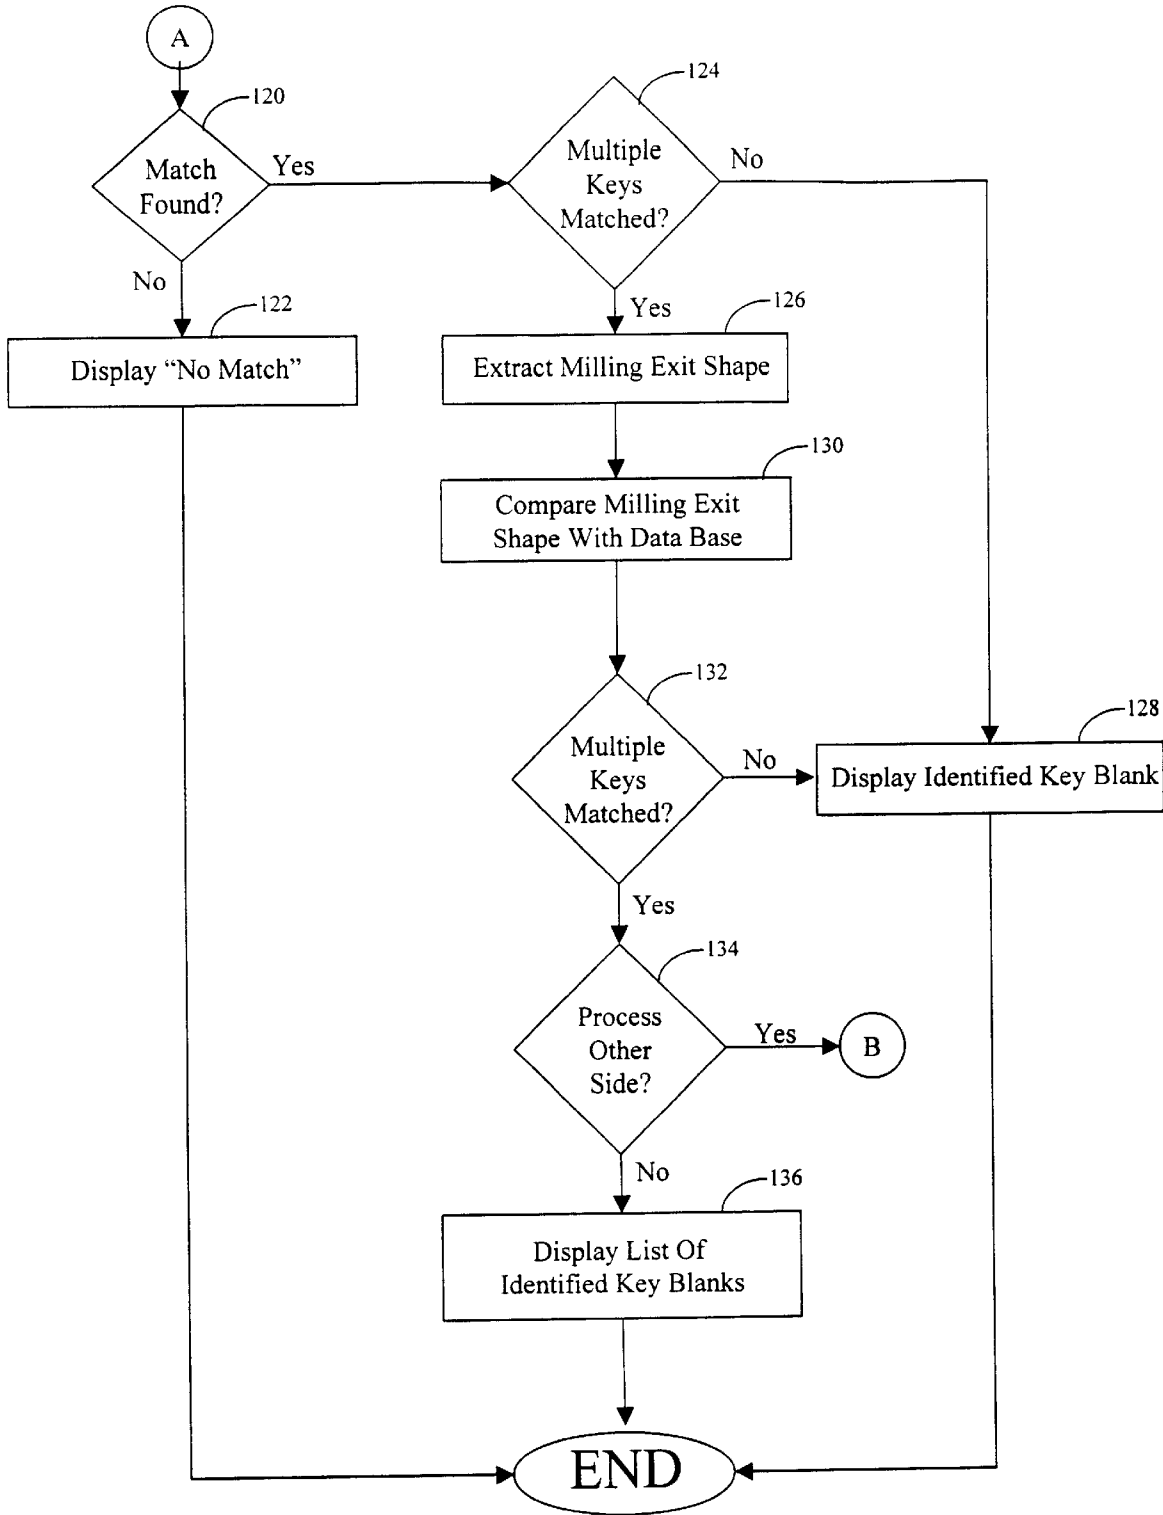 A
120
Match
Found?
Yes
No
122
Display “No Match”
124
Multiple
Keys
Matched?
No
Yes
126
Extract Milling Exit Shape
130
Compare Milling Exit
Shape With Data Base
132
Multiple
Keys
Matched?
No
128
Display Identified Key Blank
Yes
134
Process
Other
Side?
Yes
B
No
136
Display List Of
Identified Key Blanks
END